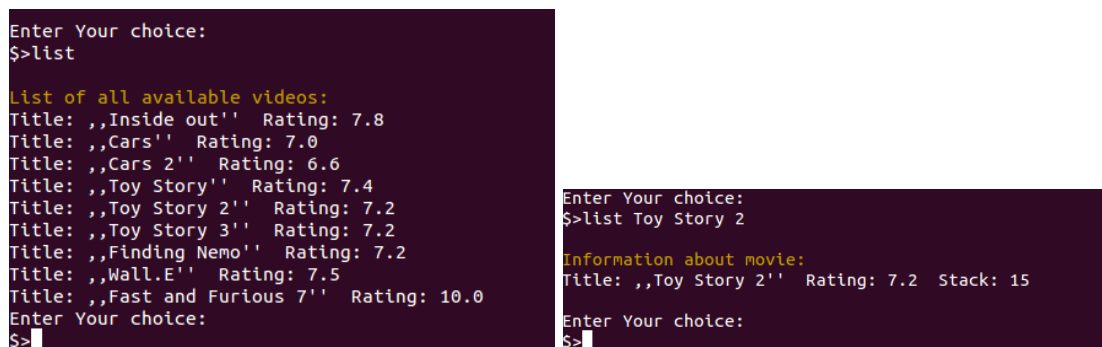 Enter Your choice:
$>list
List of all available videos:
Title: ,,Inside out''  Rating: 7.8
Title: ,,Cars''  Rating: 7.0
Title: ,,Cars 2''  Rating: 6.6
Title: ,,Toy Story''  Rating: 7.4
Title: ,,Toy Story 2''  Rating: 7.2
Title: ,,Toy Story 3''  Rating: 7.2
Title: ,,Finding Nemo''  Rating: 7.2
Title: ,,Wall.E''  Rating: 7.5
Title: ,,Fast and Furious 7''  Rating: 10.0
Enter Your choice:
$>
Enter Your choice:
$>list Toy Story 2
Information about movie:
Title: ,,Toy Story 2''  Rating: 7.2  Stack: 15
Enter Your choice:
$>